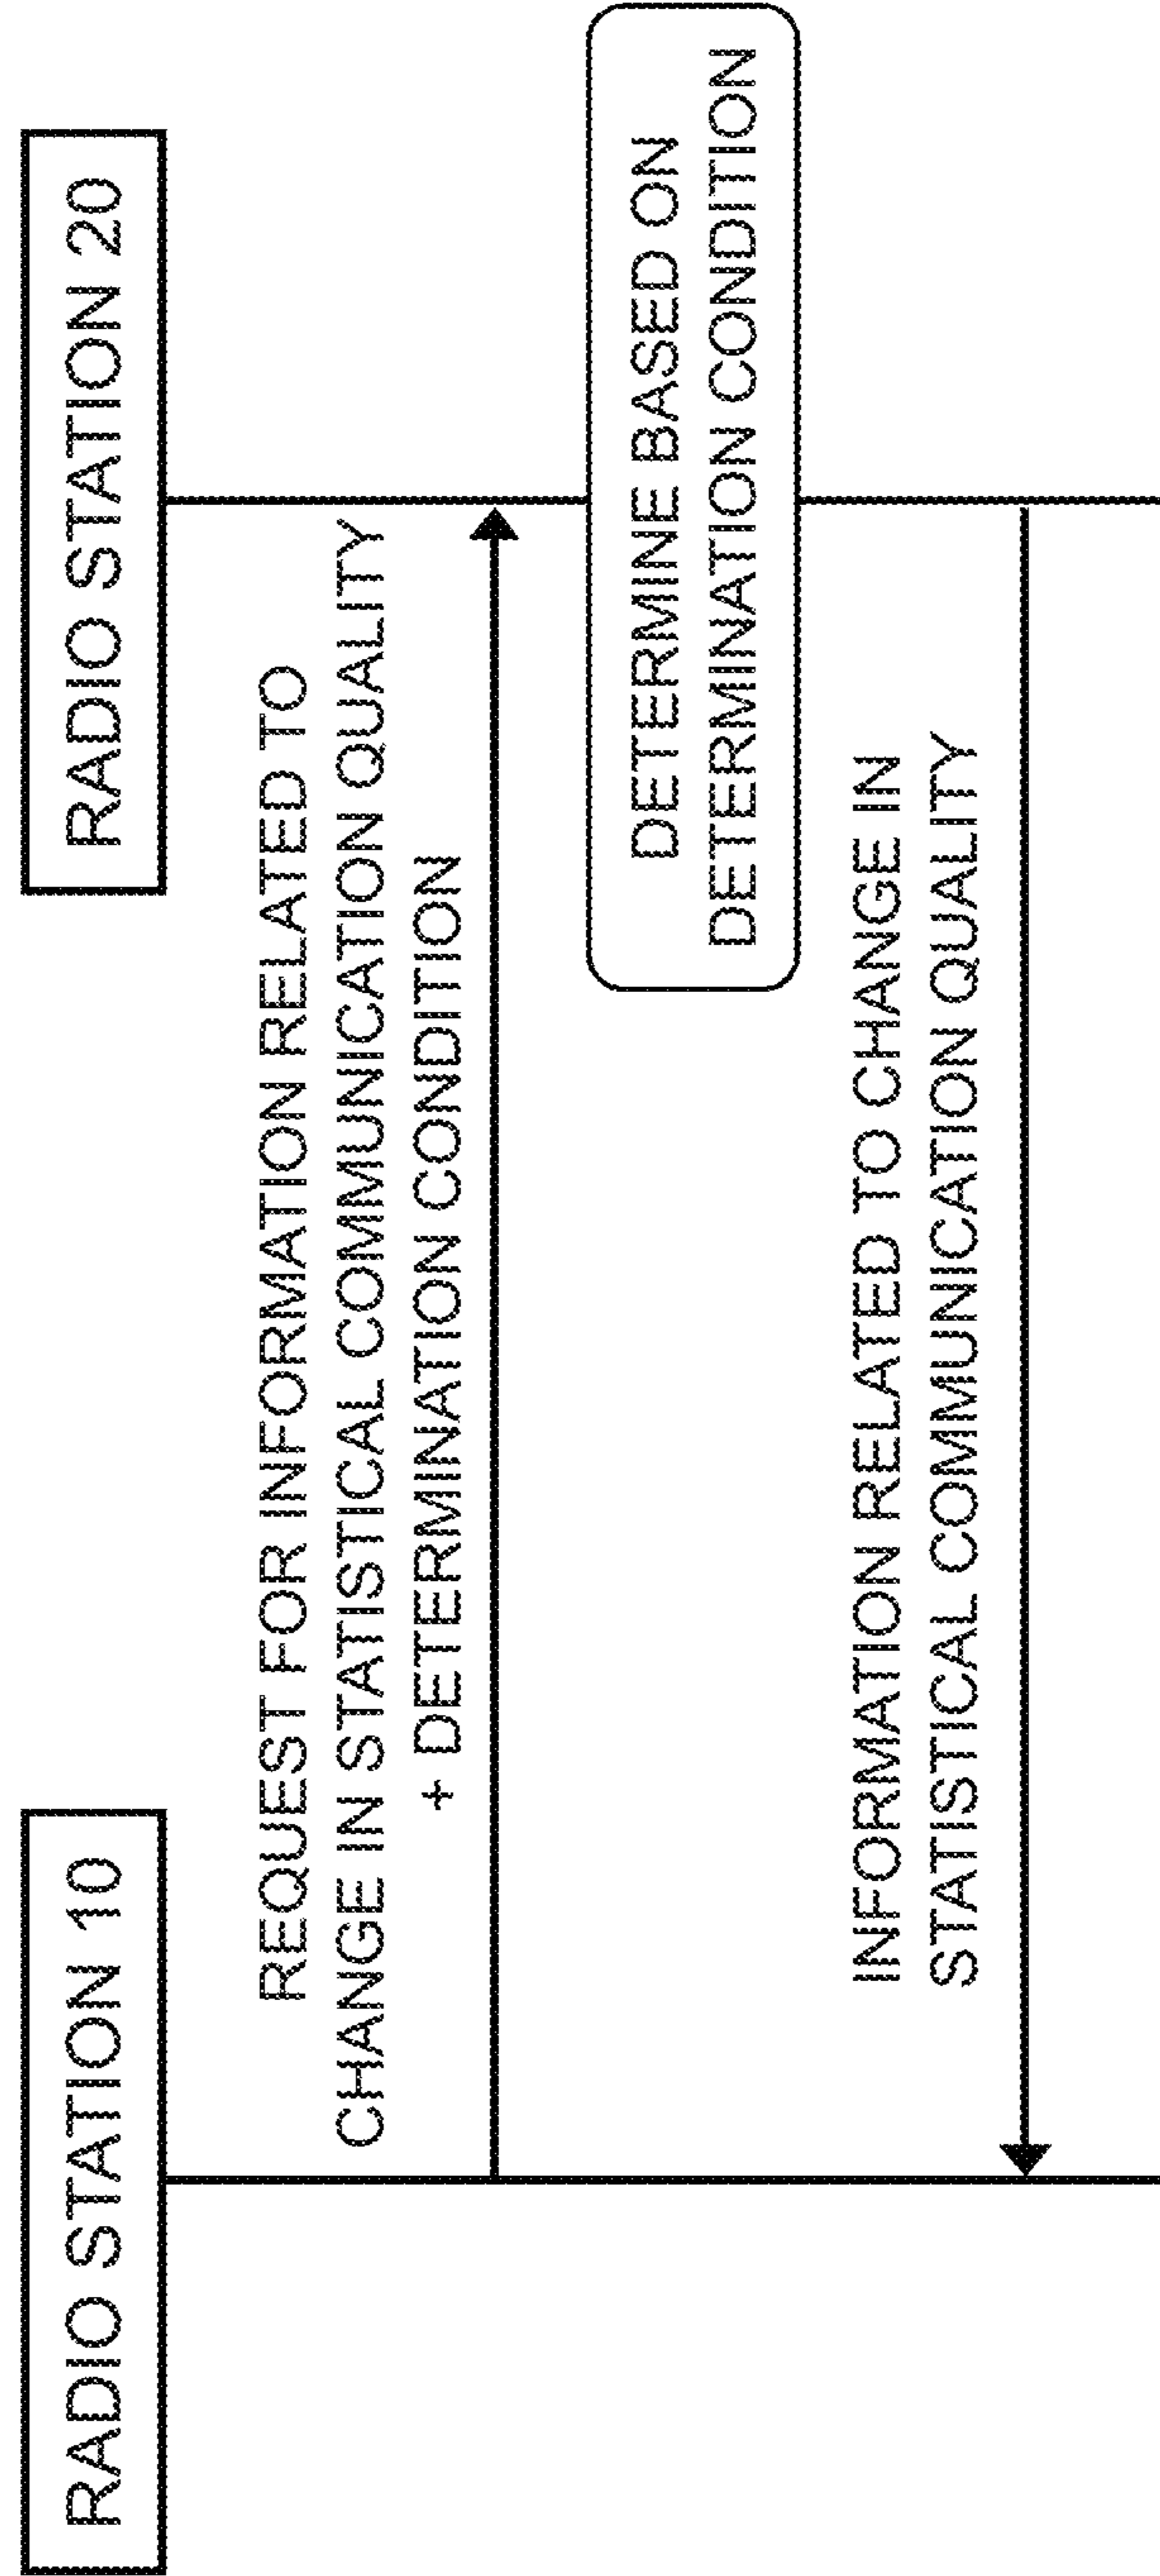 RADIO STATION 10
RADIO STATION 20
REQUEST FOR INFORMATION RELATED TO
CHANGE IN STATISTICAL COMMUNICATION QUALITY
+ DETERMINATION CONDITION
DETERMINE BASED ON
DETERMINATION CONDITION
INFORMATION RELATED TO CHANGE IN
STATISTICAL COMMUNICATION QUALITY